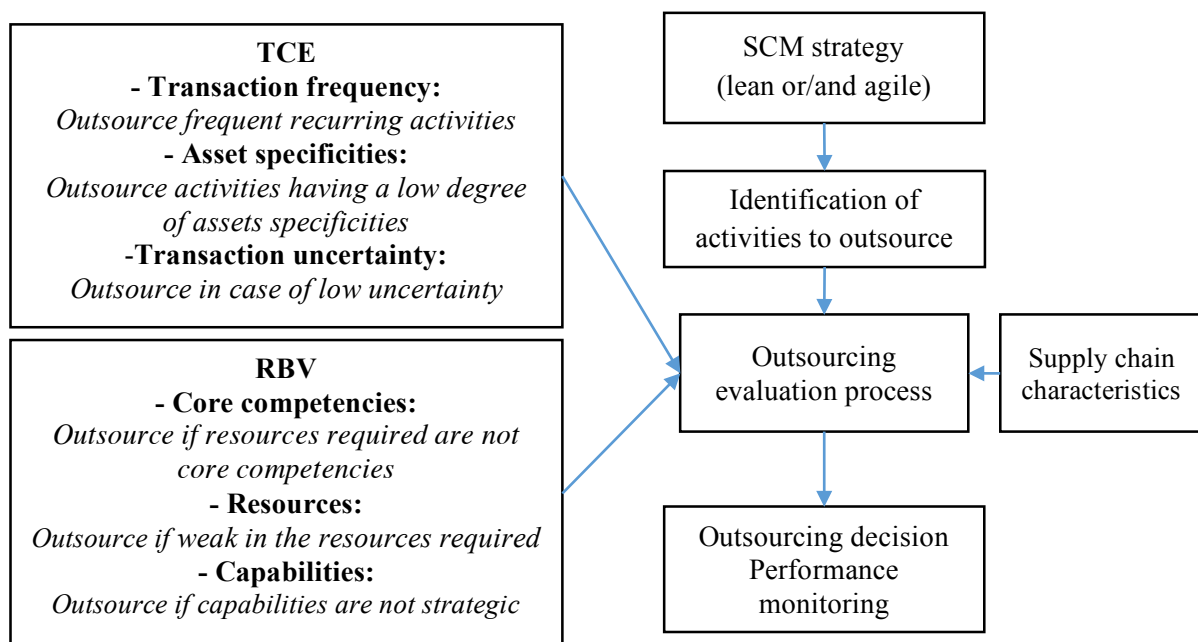 TCE
- Transaction frequency:
Outsource frequent recurring activities
- Asset specificities:
Outsource activities having a low degree
of assets specificities
-Transaction uncertainty:
Outsource in case of low uncertainty
RBV
- Core competencies:
Outsource if resources required are not
core competencies
- Resources:
Outsource if weak in the resources required
- Capabilities:
Outsource if capabilities are not strategic
SCM strategy
(lean or/and agile)
Identification of
activities to outsource
Outsourcing
evaluation process
Supply chain
characteristics
Outsourcing decision
Performance
monitoring